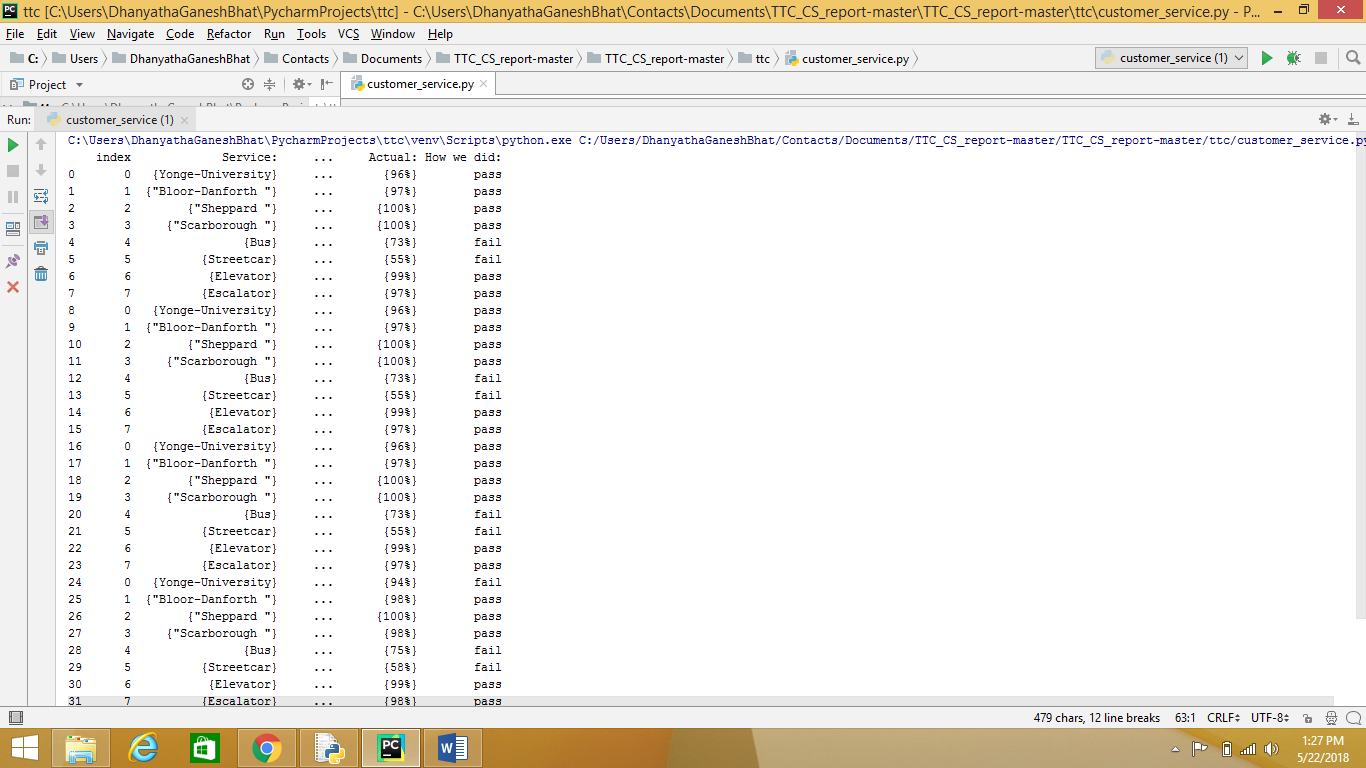 ttc [C:\Users\DhanyathaGaneshBhat\PycharmProjects\ttc] - C:\Users\DhanyathaGaneshBhat\Contacts\Documents\TTC_CS_report-master\TTC_CS_report-master\ttc\customer_service.py - P...
File Edit View Navigate Code Refactor Run Tools VCS Window Help
C: Users DhanyathaGaneshBhat Contacts Documents TTC_CS_report-master TTC_CS_report-master ttc customer_service.py customer_service (1)
Project customer_service.py
Run: customer_service (1)
C:\Users\DhanyathaGaneshBhat\PycharmProjects\ttc\venv\Scripts\python.exe C:/Users/DhanyathaGaneshBhat/Contacts/Documents/TTC_CS_report-master/TTC_CS_report-master/ttc/customer_service.py
index Service: ... Actual: How we did:
0 0 {Yonge-University} ... {96%} pass
1 1 {"Bloor-Danforth "} ... {97%} pass
2 2 {"Sheppard "} ... {100%} pass
3 3 {"Scarborough "} ... {100%} pass
4 4 {Bus} ... {73%} fail
5 5 {Streetcar} ... {55%} fail
6 6 {Elevator} ... {99%} pass
7 7 {Escalator} ... {97%} pass
8 0 {Yonge-University} ... {96%} pass
9 1 {"Bloor-Danforth "} ... {97%} pass
10 2 {"Sheppard "} ... {100%} pass
11 3 {"Scarborough "} ... {100%} pass
12 4 {Bus} ... {73%} fail
13 5 {Streetcar} ... {55%} fail
14 6 {Elevator} ... {99%} pass
15 7 {Escalator} ... {97%} pass
16 0 {Yonge-University} ... {96%} pass
17 1 {"Bloor-Danforth "} ... {97%} pass
18 2 {"Sheppard "} ... {100%} pass
19 3 {"Scarborough "} ... {100%} pass
20 4 {Bus} ... {73%} fail
21 5 {Streetcar} ... {55%} fail
22 6 {Elevator} ... {99%} pass
23 7 {Escalator} ... {97%} pass
24 0 {Yonge-University} ... {94%} fail
25 1 {"Bloor-Danforth "} ... {98%} pass
26 2 {"Sheppard "} ... {100%} pass
27 3 {"Scarborough "} ... {98%} pass
28 4 {Bus} ... {75%} fail
29 5 {Streetcar} ... {58%} fail
30 6 {Elevator} ... {99%} pass
31 7 {Escalator} ... {98%} pass
479 chars, 12 line breaks 63:1 CRLF UTF-8
1:27 PM
5/22/2018